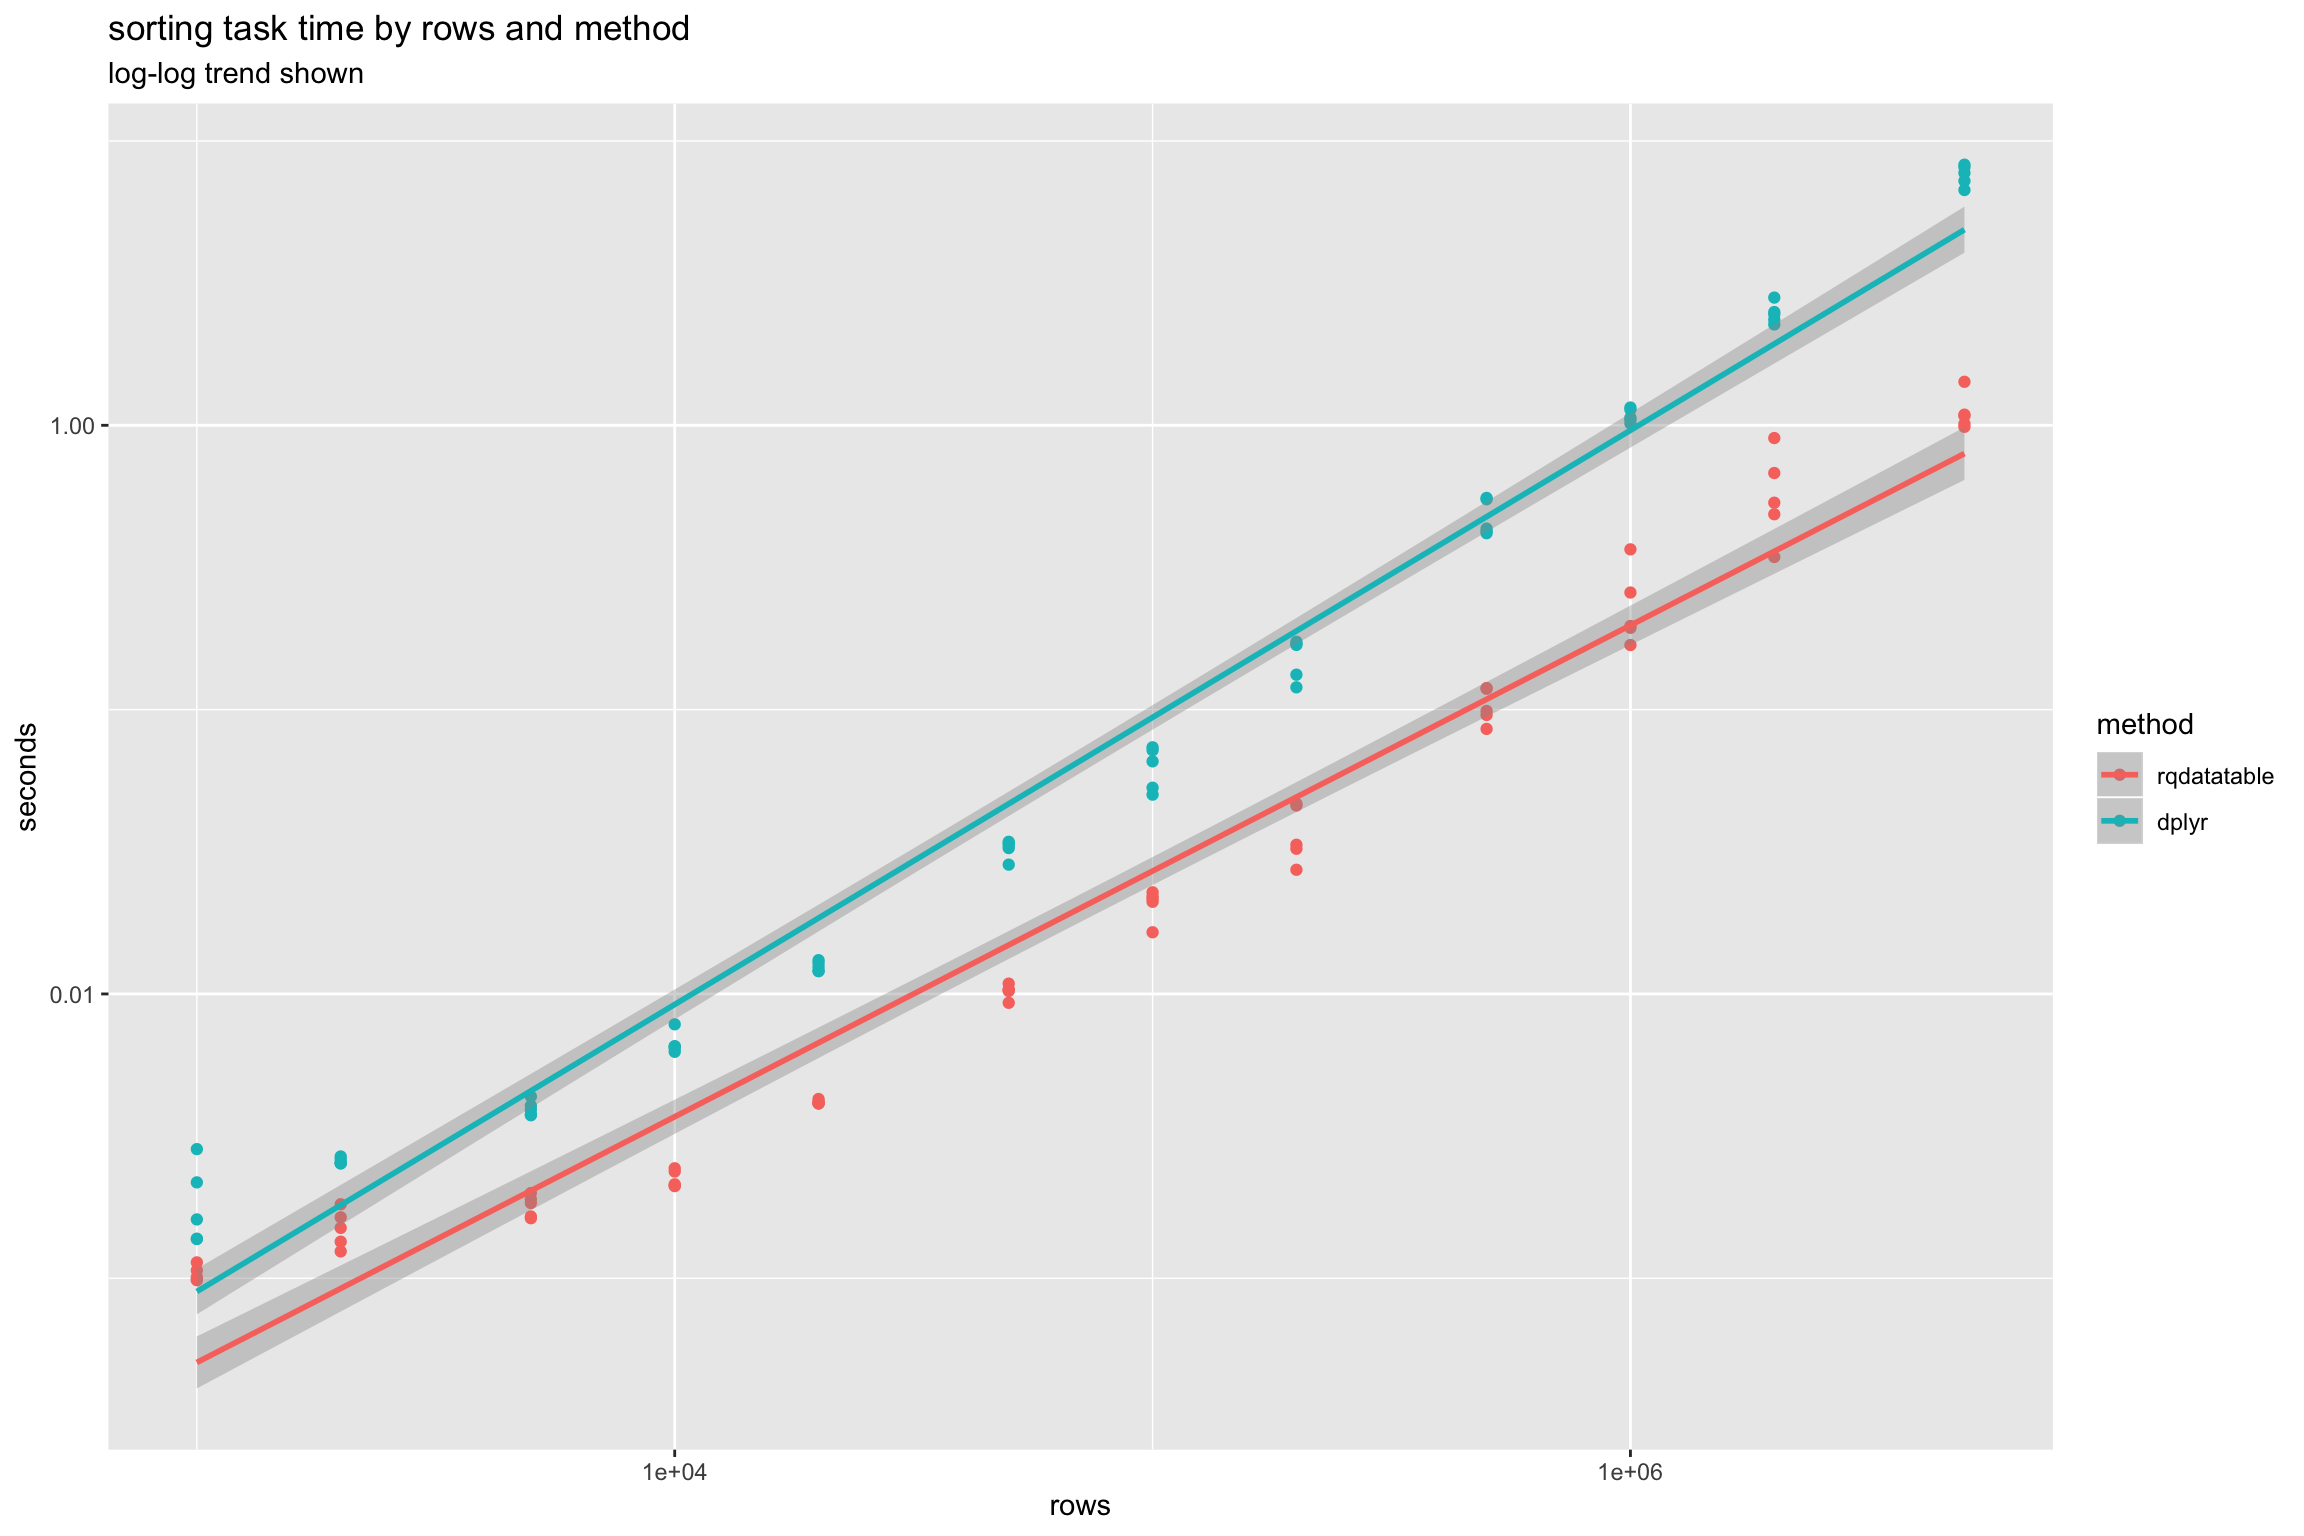 sorting task time by rows and method
log-log trend shown
1.00
0.01
seconds
1e+04
1e+06
rows
method
rqdatatable
dplyr